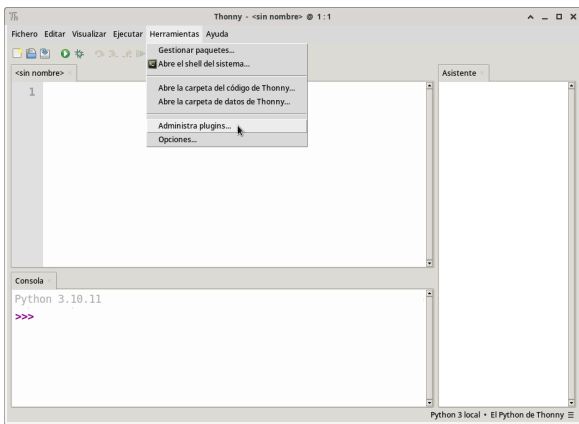 Thonny - <sin nombre> @ 1 : 1
Fichero Editar Visualizar Ejecutar Herramientas Ayuda
Gestionar paquetes...
Abre el shell del sistema...
Abre la carpeta del código de Thonny...
Abre la carpeta de datos de Thonny...
Administra plugins...
Opciones...
<sin nombre>
1
Asistente
Consola
Python 3.10.11
>>>
Python 3 local • El Python de Thonny